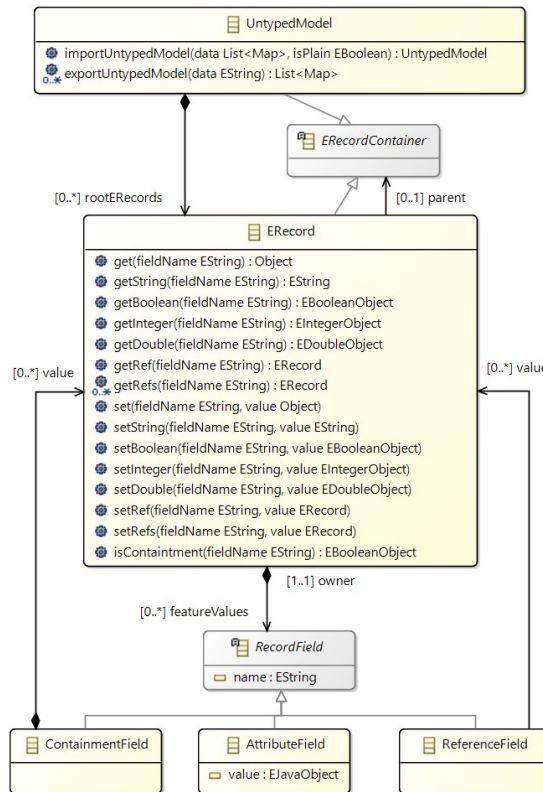 UntypedModel
importUntypedModel(data List<Map>, isPlain EBoolean) : UntypedModel
exportUntypedModel(data EString) : List<Map>
0..*
ERecordContainer
[0..*] rootERecords
[0..1] parent
ERecord
get(fieldName EString) : Object
getString(fieldName EString) : EString
getBoolean(fieldName EString) : EBooleanObject
getInteger(fieldName EString) : EIntegerObject
getDouble(fieldName EString) : EDoubleObject
getRef(fieldName EString) : ERecord
getRefs(fieldName EString) : ERecord
0..*
set(fieldName EString, value Object)
setString(fieldName EString, value EString)
setBoolean(fieldName EString, value EBooleanObject)
setInteger(fieldName EString, value EIntegerObject)
setDouble(fieldName EString, value EDoubleObject)
setRef(fieldName EString, value ERecord)
setRefs(fieldName EString, value ERecord)
isContaintment(fieldName EString) : EBooleanObject
[0..*] value
[0..*] value
[1..1] owner
[0..*] featureValues
RecordField
name : EString
ContainmentField
AttributeField
value : EJavaObject
ReferenceField